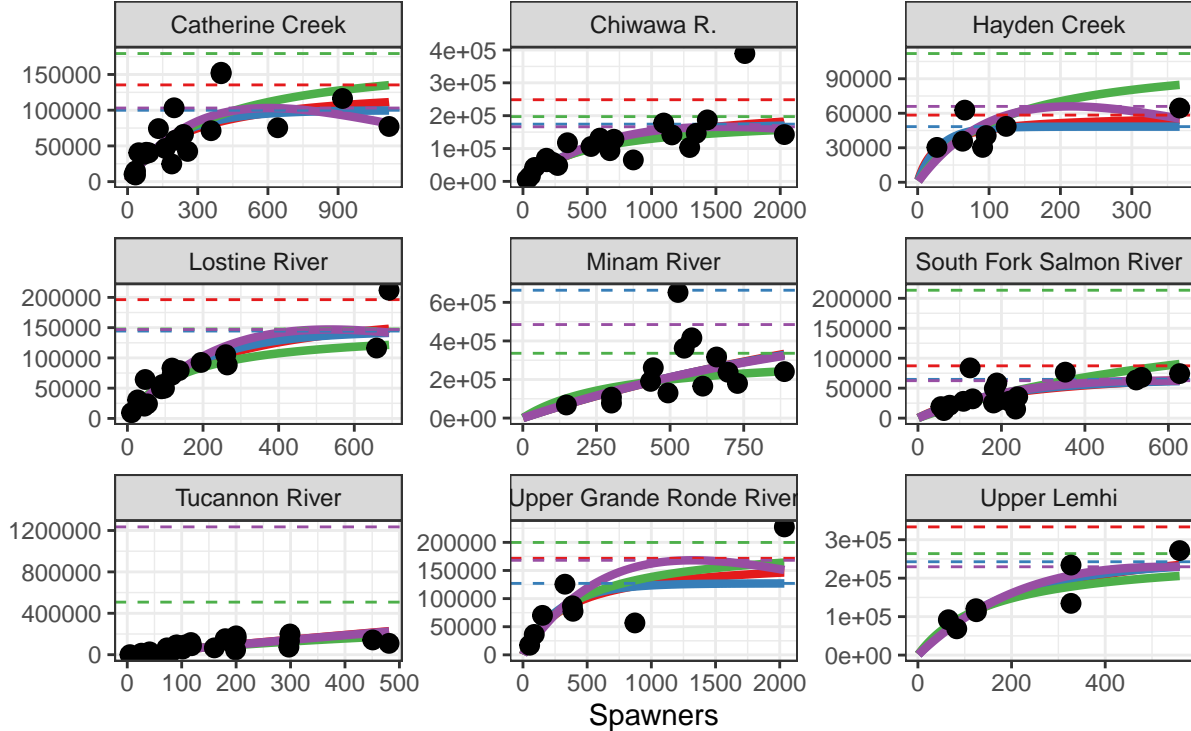 Catherine Creek
150000
100000
50000
0
0 300 600 900
Chiwawa R.
4e+05
3e+05
2e+05
1e+05
0e+00
0 500 1000 1500 2000
Hayden Creek
90000
60000
30000
0
0 100 200 300
Lostine River
200000
150000
100000
50000
0
0 200 400 600
Minam River
6e+05
4e+05
2e+05
0e+00
0 250 500 750
South Fork Salmon River
200000
150000
100000
50000
0
0 200 400 600
Tucannon River
1200000
800000
400000
0
0 100 200 300 400 500
Upper Grande Ronde River
200000
150000
100000
50000
0
0 500 1000 1500 2000
Upper Lemhi
3e+05
2e+05
1e+05
0e+00
0 200 400
Spawners